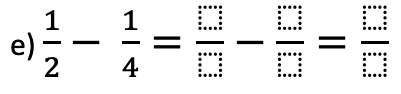 e) 1/2 − 1/4 = ⬚/⬚ − ⬚/⬚ = ⬚/⬚